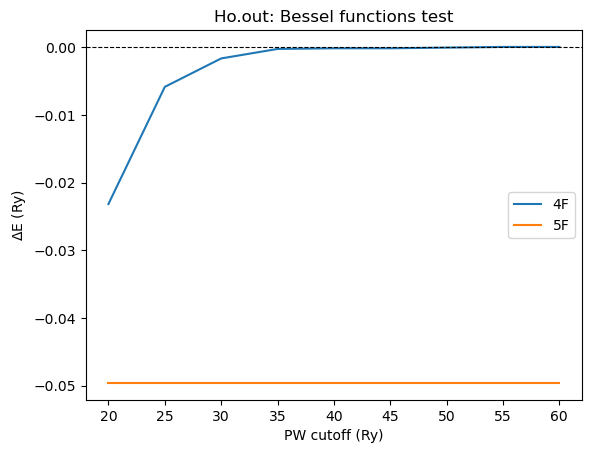 Ho.out: Bessel functions test
0.00
−0.01
−0.02
−0.03
−0.04
−0.05
ΔE (Ry)
4F
5F
20 25 30 35 40 45 50 55 60
PW cutoff (Ry)